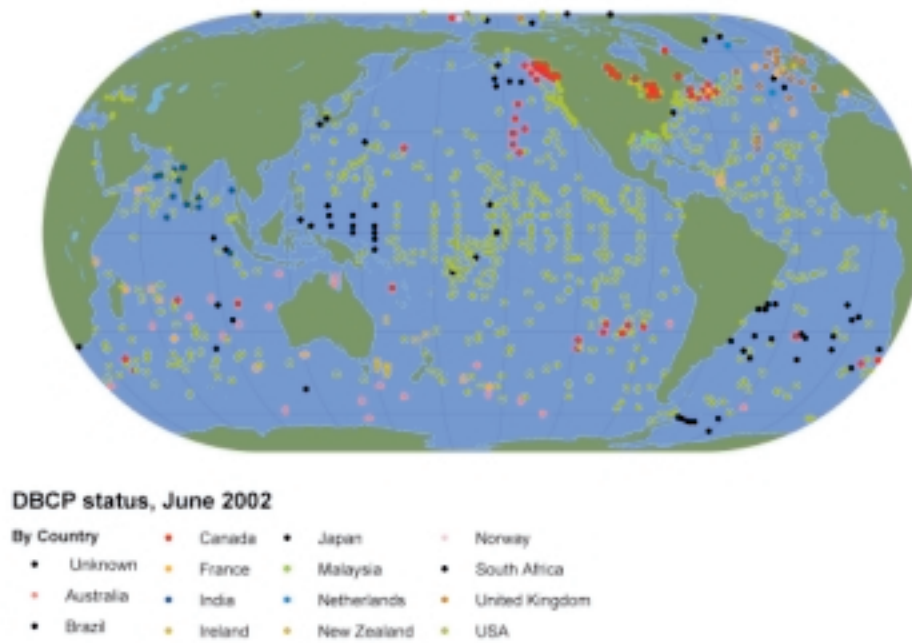 DBCP status, June 2002
By Country
Unknown
Australia
Brazil
Canada
France
India
Ireland
Japan
Malaysia
Netherlands
New Zealand
Norway
South Africa
United Kingdom
USA